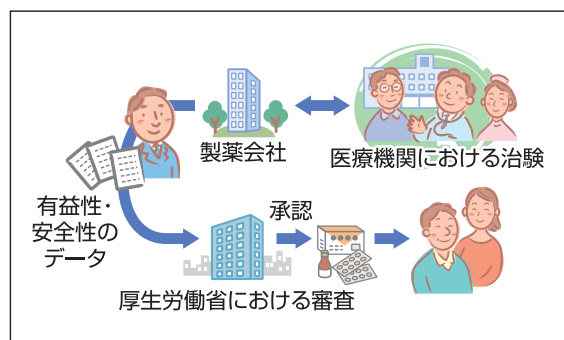 製薬会社
医療機関における治験
有益性・
安全性の
データ
承認
厚生労働省における審査